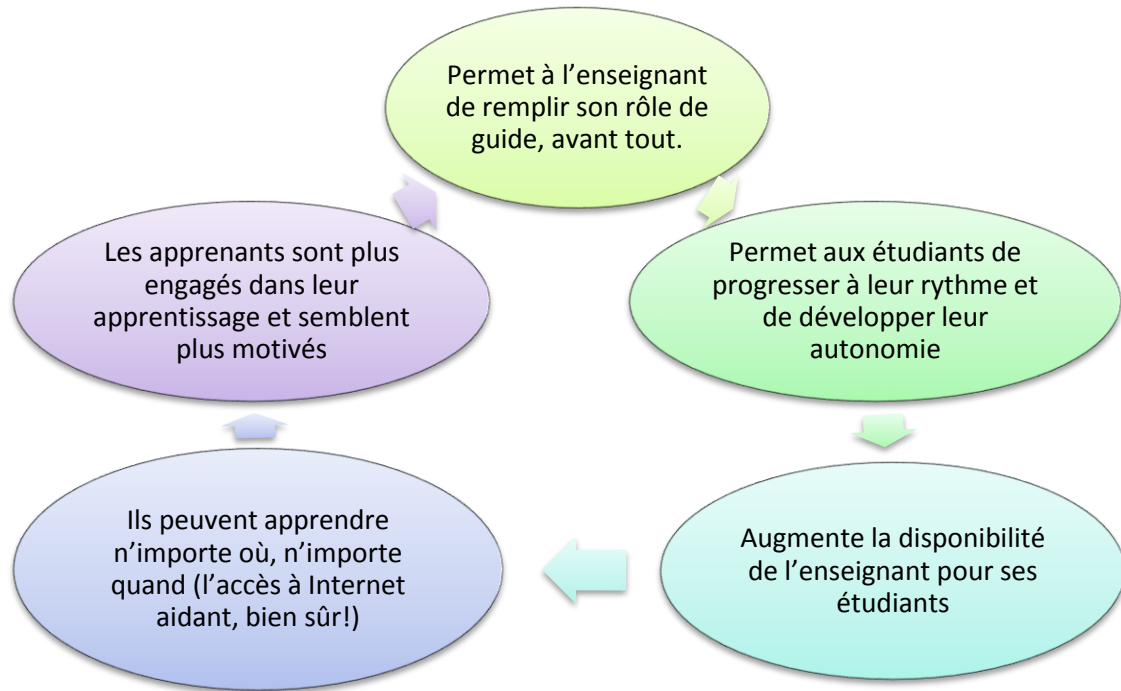 Permet à l’enseignant
de remplir son rôle de
guide, avant tout.
Permet aux étudiants de
progresser à leur rythme et
de développer leur
autonomie
Augmente la disponibilité
de l’enseignant pour ses
étudiants
Ils peuvent apprendre
n’importe où, n’importe
quand (l’accès à Internet
aidant, bien sûr!)
Les apprenants sont plus
engagés dans leur
apprentissage et semblent
plus motivés